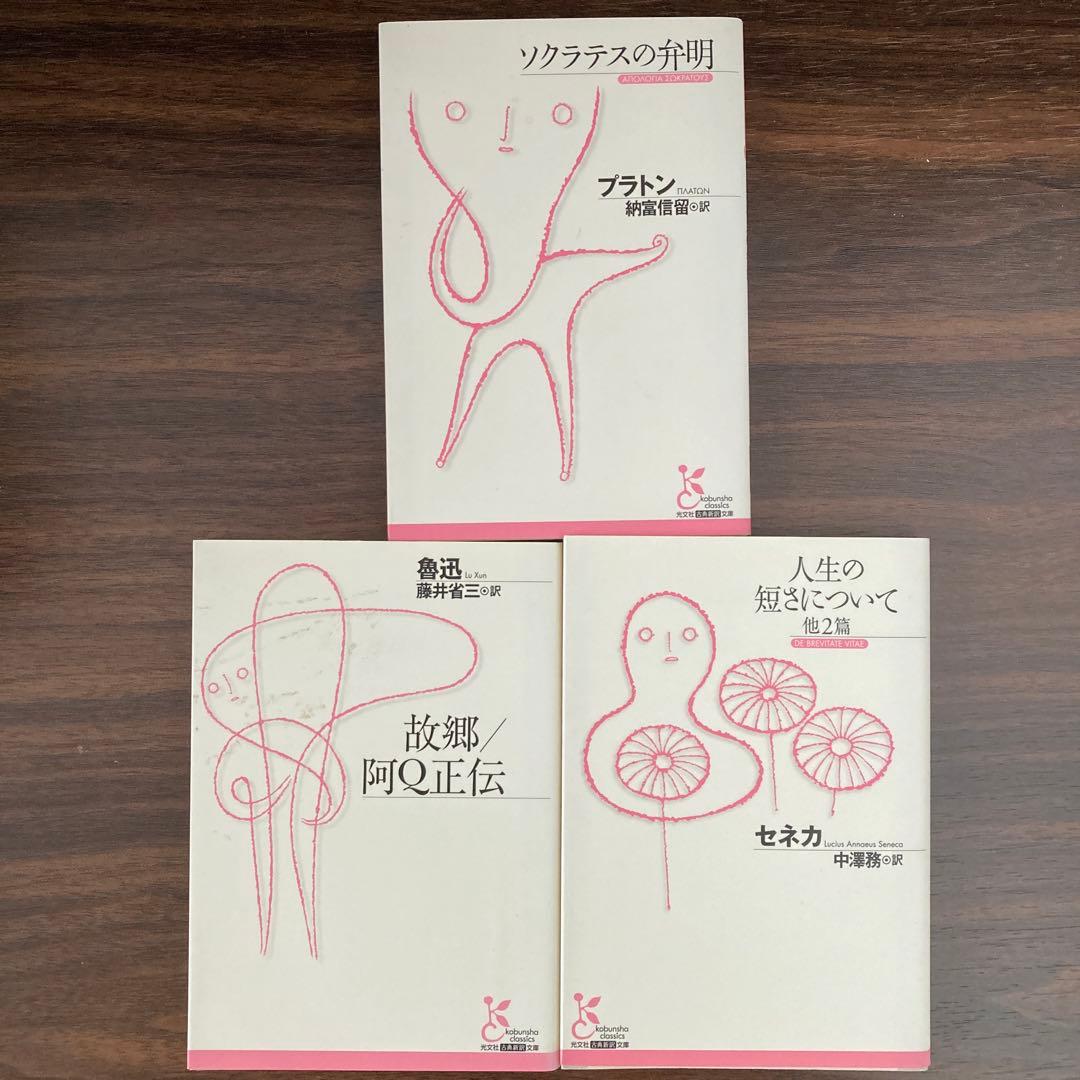 ソクラテスの弁明
ΑΠΟΛΟΓΙΑ ΣΩΚΡΑΤΟΥΣ
プラトン ΠΛΑΤΩΝ
納富信留◉訳
kobunsha
classics
光文社 古典新訳 文庫
魯迅 Lu Xun
藤井省三◉訳
故郷/
阿Q正伝
kobunsha
classics
光文社 古典新訳 文庫
人生の
短さについて
他2篇
DE BREVITATE VITAE
セネカ Lucius Annaeus Seneca
中澤務◉訳
kobunsha
classics
光文社 古典新訳 文庫